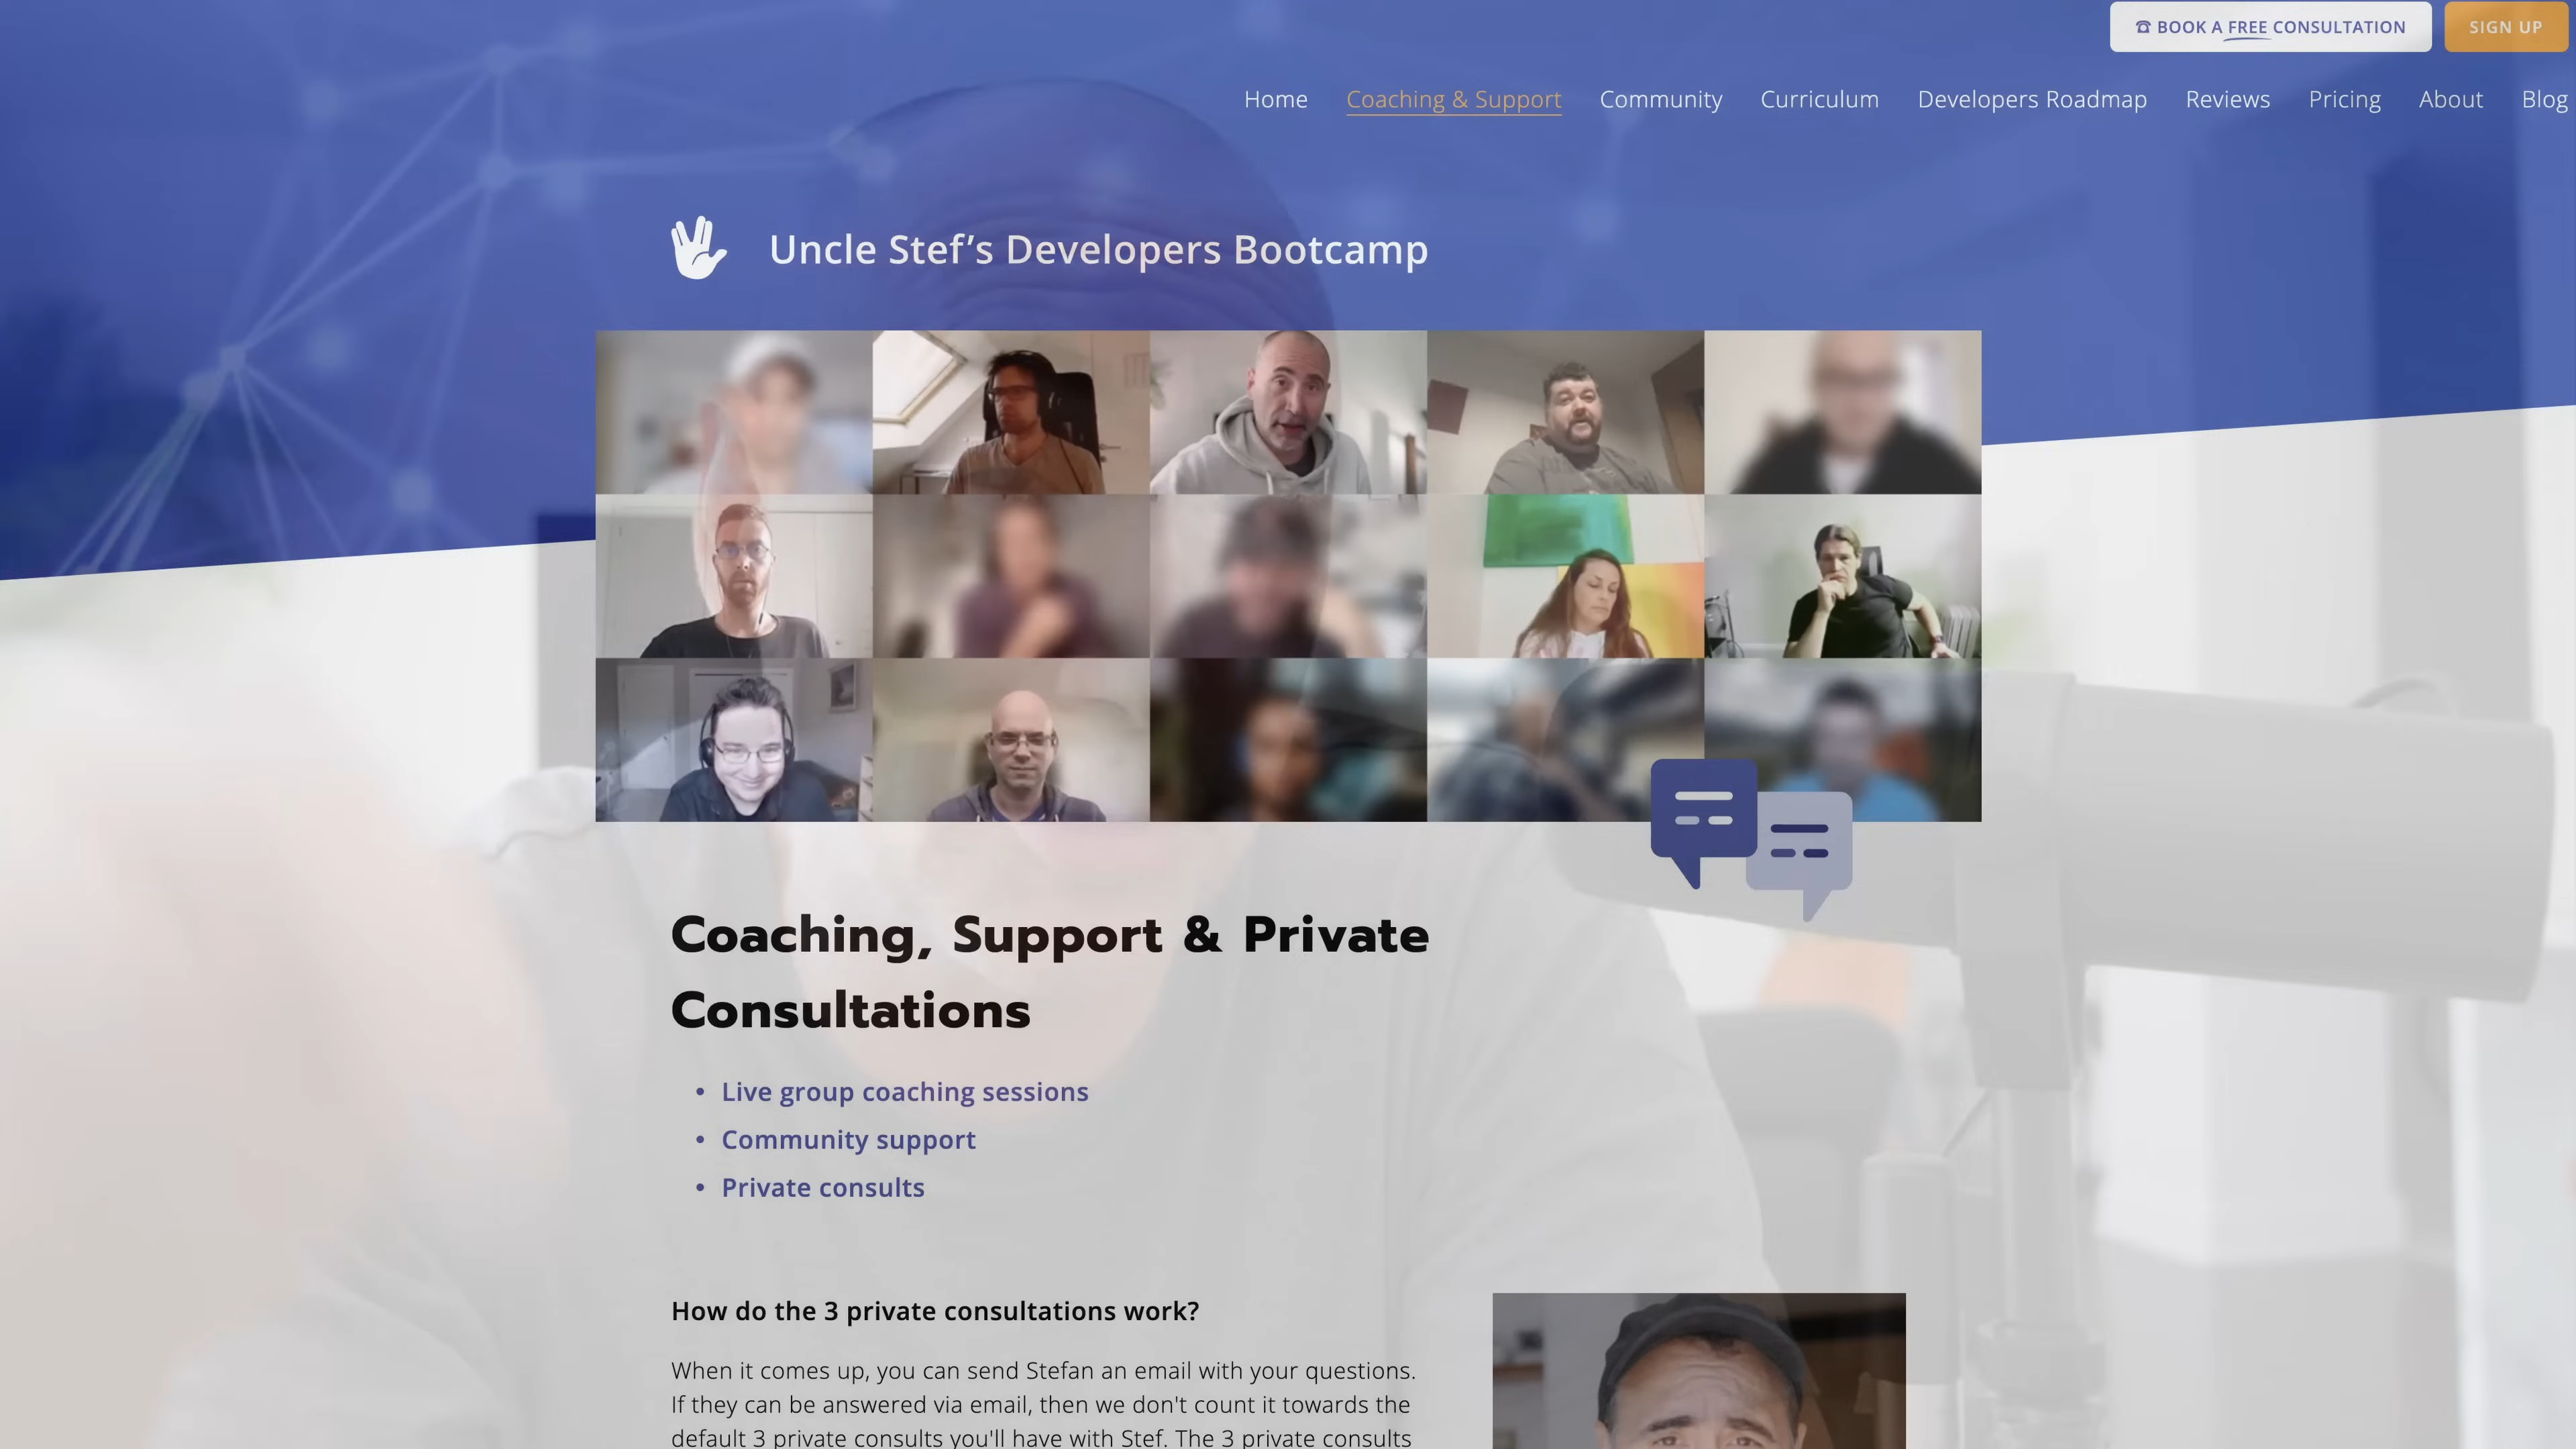 BOOK A FREE CONSULTATION
SIGN UP
Home Coaching & Support Community Curriculum Developers Roadmap Reviews Pricing About Blog
Uncle Stef’s Developers Bootcamp
Coaching, Support & Private
Consultations
• Live group coaching sessions
• Community support
• Private consults
How do the 3 private consultations work?
When it comes up, you can send Stefan an email with your questions.
If they can be answered via email, then we don't count it towards the
default 3 private consults you'll have with Stef. The 3 private consults